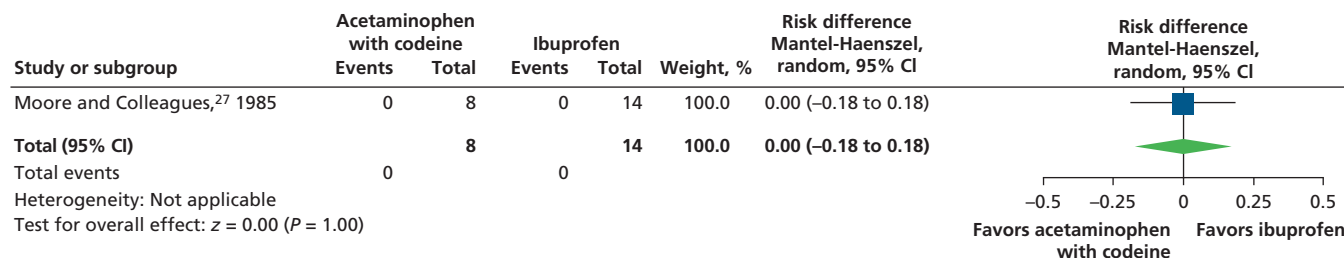 Acetaminophen with codeine Ibuprofen Risk difference Mantel-Haenszel, random, 95% CI Risk difference Mantel-Haenszel, random, 95% CI
Study or subgroup Events Total Events Total Weight, %
Moore and Colleagues,27 1985 0 8 0 14 100.0 0.00 (–0.18 to 0.18)
Total (95% CI) 8 14 100.0 0.00 (–0.18 to 0.18)
Total events 0 0
Heterogeneity: Not applicable
Test for overall effect: z = 0.00 (P = 1.00)
–0.5 –0.25 0 0.25 0.5
Favors acetaminophen with codeine Favors ibuprofen